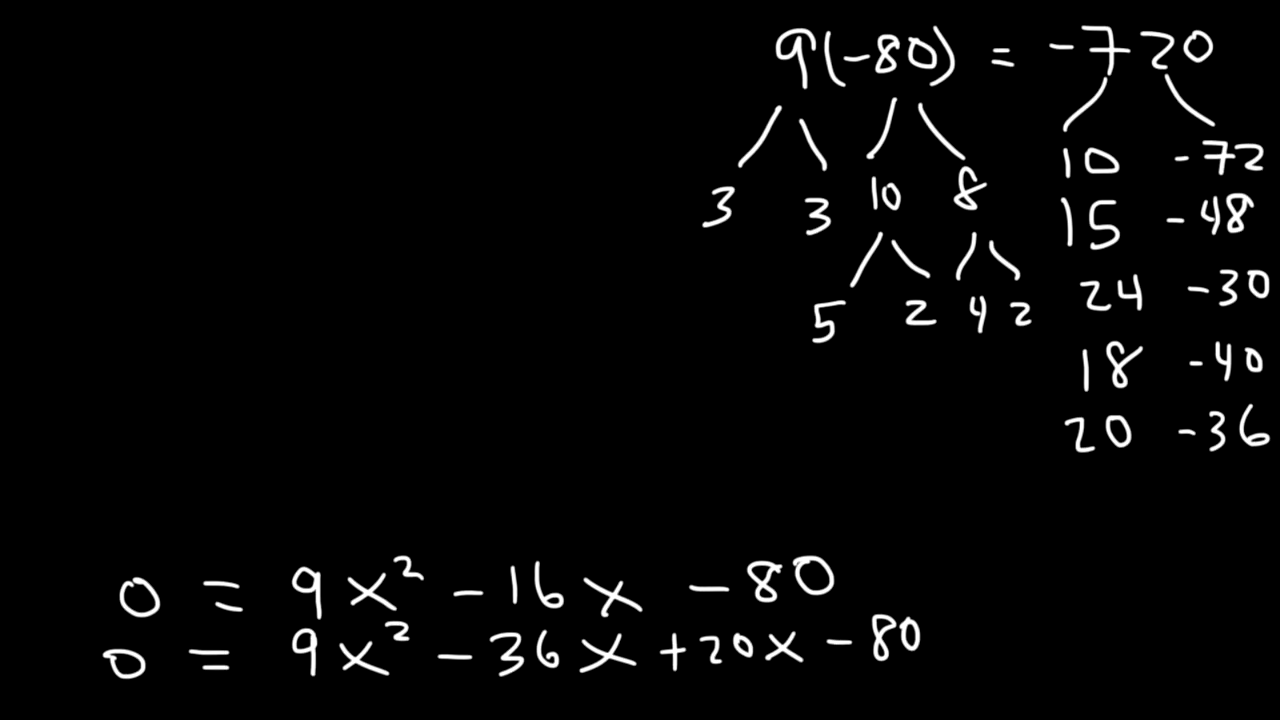 9(-80) = -720
10 -72
3 3 10 8
15 -48
5 2 4 2
24 -30
18 -40
20 -36
0 = 9x² - 16x - 80
0 = 9x² - 36x + 20x - 80